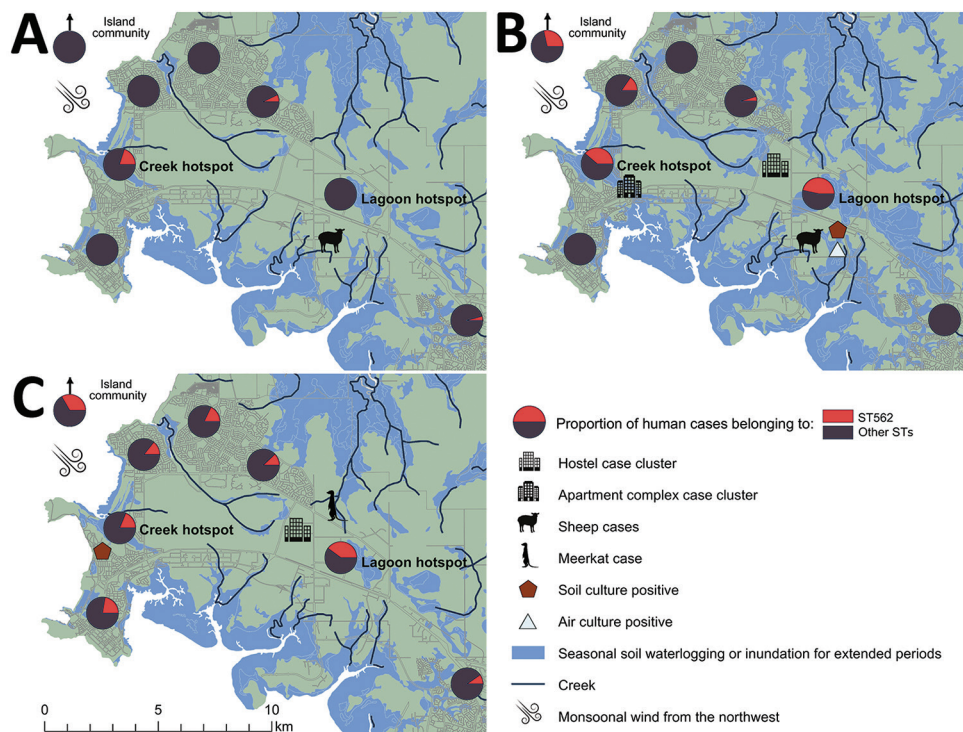 A
Island
community
Creek hotspot
Lagoon hotspot
B
Island
community
Creek hotspot
Lagoon hotspot
C
Island
community
Creek hotspot
Lagoon hotspot
0 5 10
km
Proportion of human cases belonging to:
ST562
Other STs
Hostel case cluster
Apartment complex case cluster
Sheep cases
Meerkat case
Soil culture positive
Air culture positive
Seasonal soil waterlogging or inundation for extended periods
Creek
Monsoonal wind from the northwest